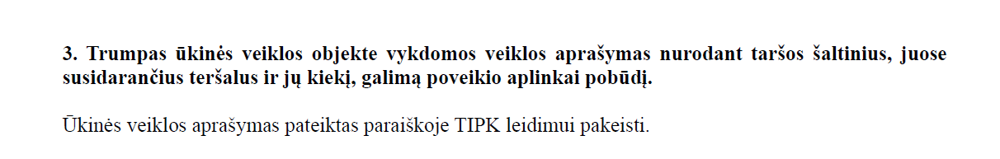 3. Trumpas ūkinės veiklos objekte vykdomos veiklos aprašymas nurodant taršos šaltinius, juose
susidarančius teršalus ir jų kiekį, galimą poveikio aplinkai pobūdį.
Ūkinės veiklos aprašymas pateiktas paraiškoje TIPK leidimui pakeisti.